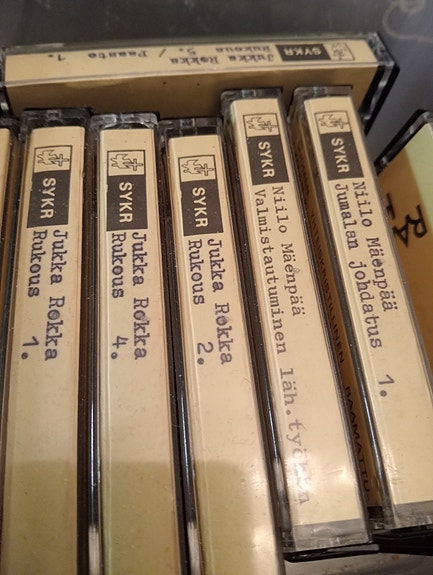 SYKR
Jukka Rokka
Rukous 5. / Paasto 1.
SYKR
Jukka Rokka
Rukous 1.
SYKR
Jukka Rokka
Rukous 4.
SYKR
Jukka Rokka
Rukous 2.
SYKR
Niilo Mäenpää
Valmistautuminen läh.työhön
SYKR
Niilo Mäenpää
Jumalan johdatus 1.
RA